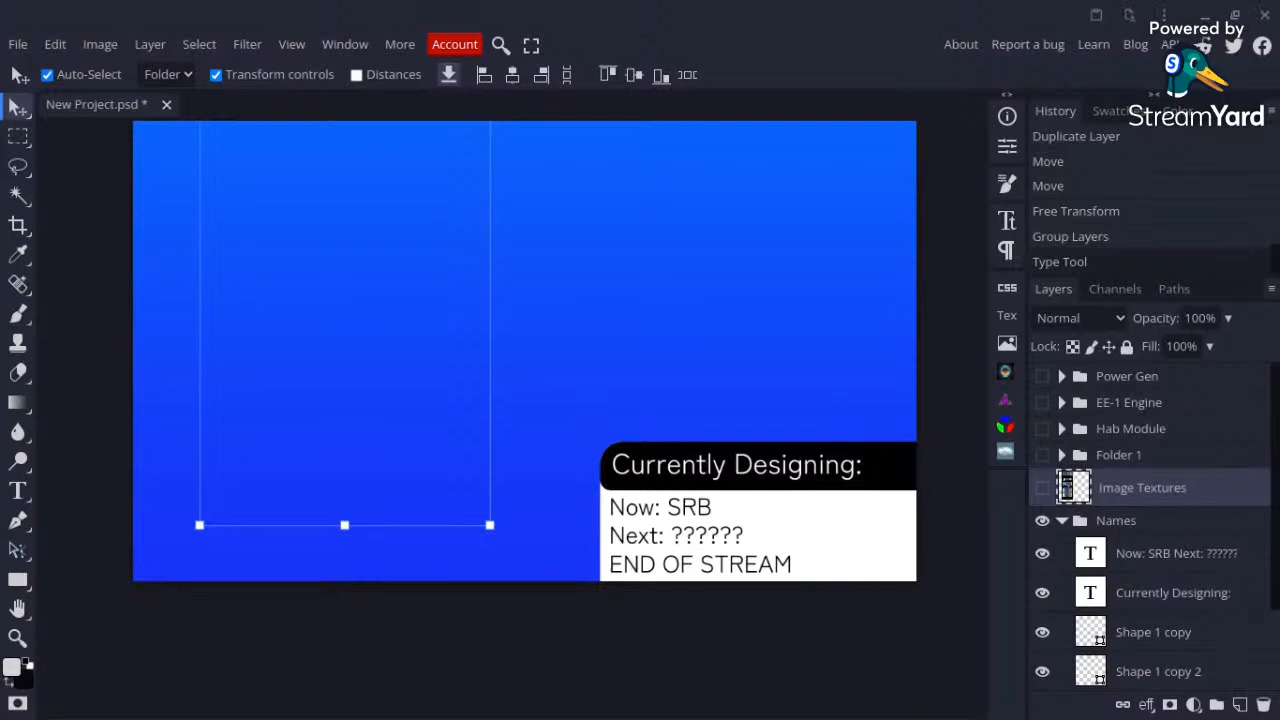 Powered by
StreamYard
File Edit Image Layer Select Filter View Window More Account
About Report a bug Learn Blog
Auto-Select Folder Transform controls Distances
New Project.psd *
History Swatches Color
Duplicate Layer
Move
Move
Free Transform
Group Layers
Type Tool
CSS
Tex
Layers Channels Paths
Normal Opacity: 100%
Lock: Fill: 100%
Power Gen
EE-1 Engine
Hab Module
Folder 1
Image Textures
Names
Now: SRB Next: ??????
Currently Designing:
Shape 1 copy
Shape 1 copy 2
eff
Currently Designing:
Now: SRB
Next: ??????
END OF STREAM